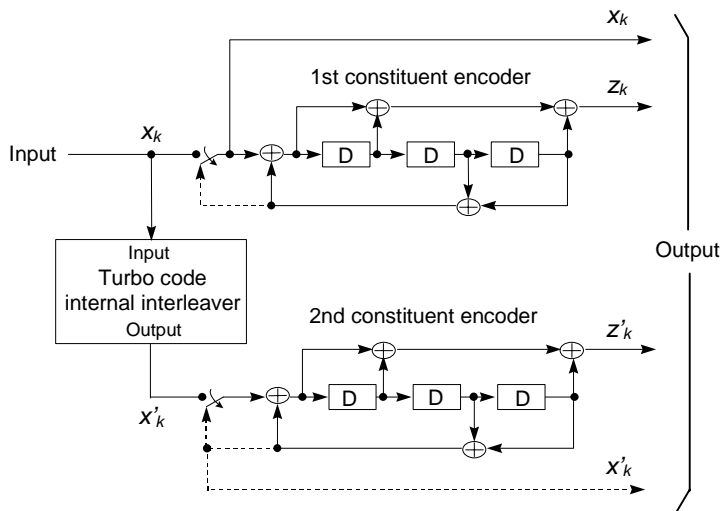 x_k
1st constituent encoder
z_k
x_k
Input
D D D
Input
Turbo code
internal interleaver
Output
Output
2nd constituent encoder
z'_k
D D D
x'_k
x'_k